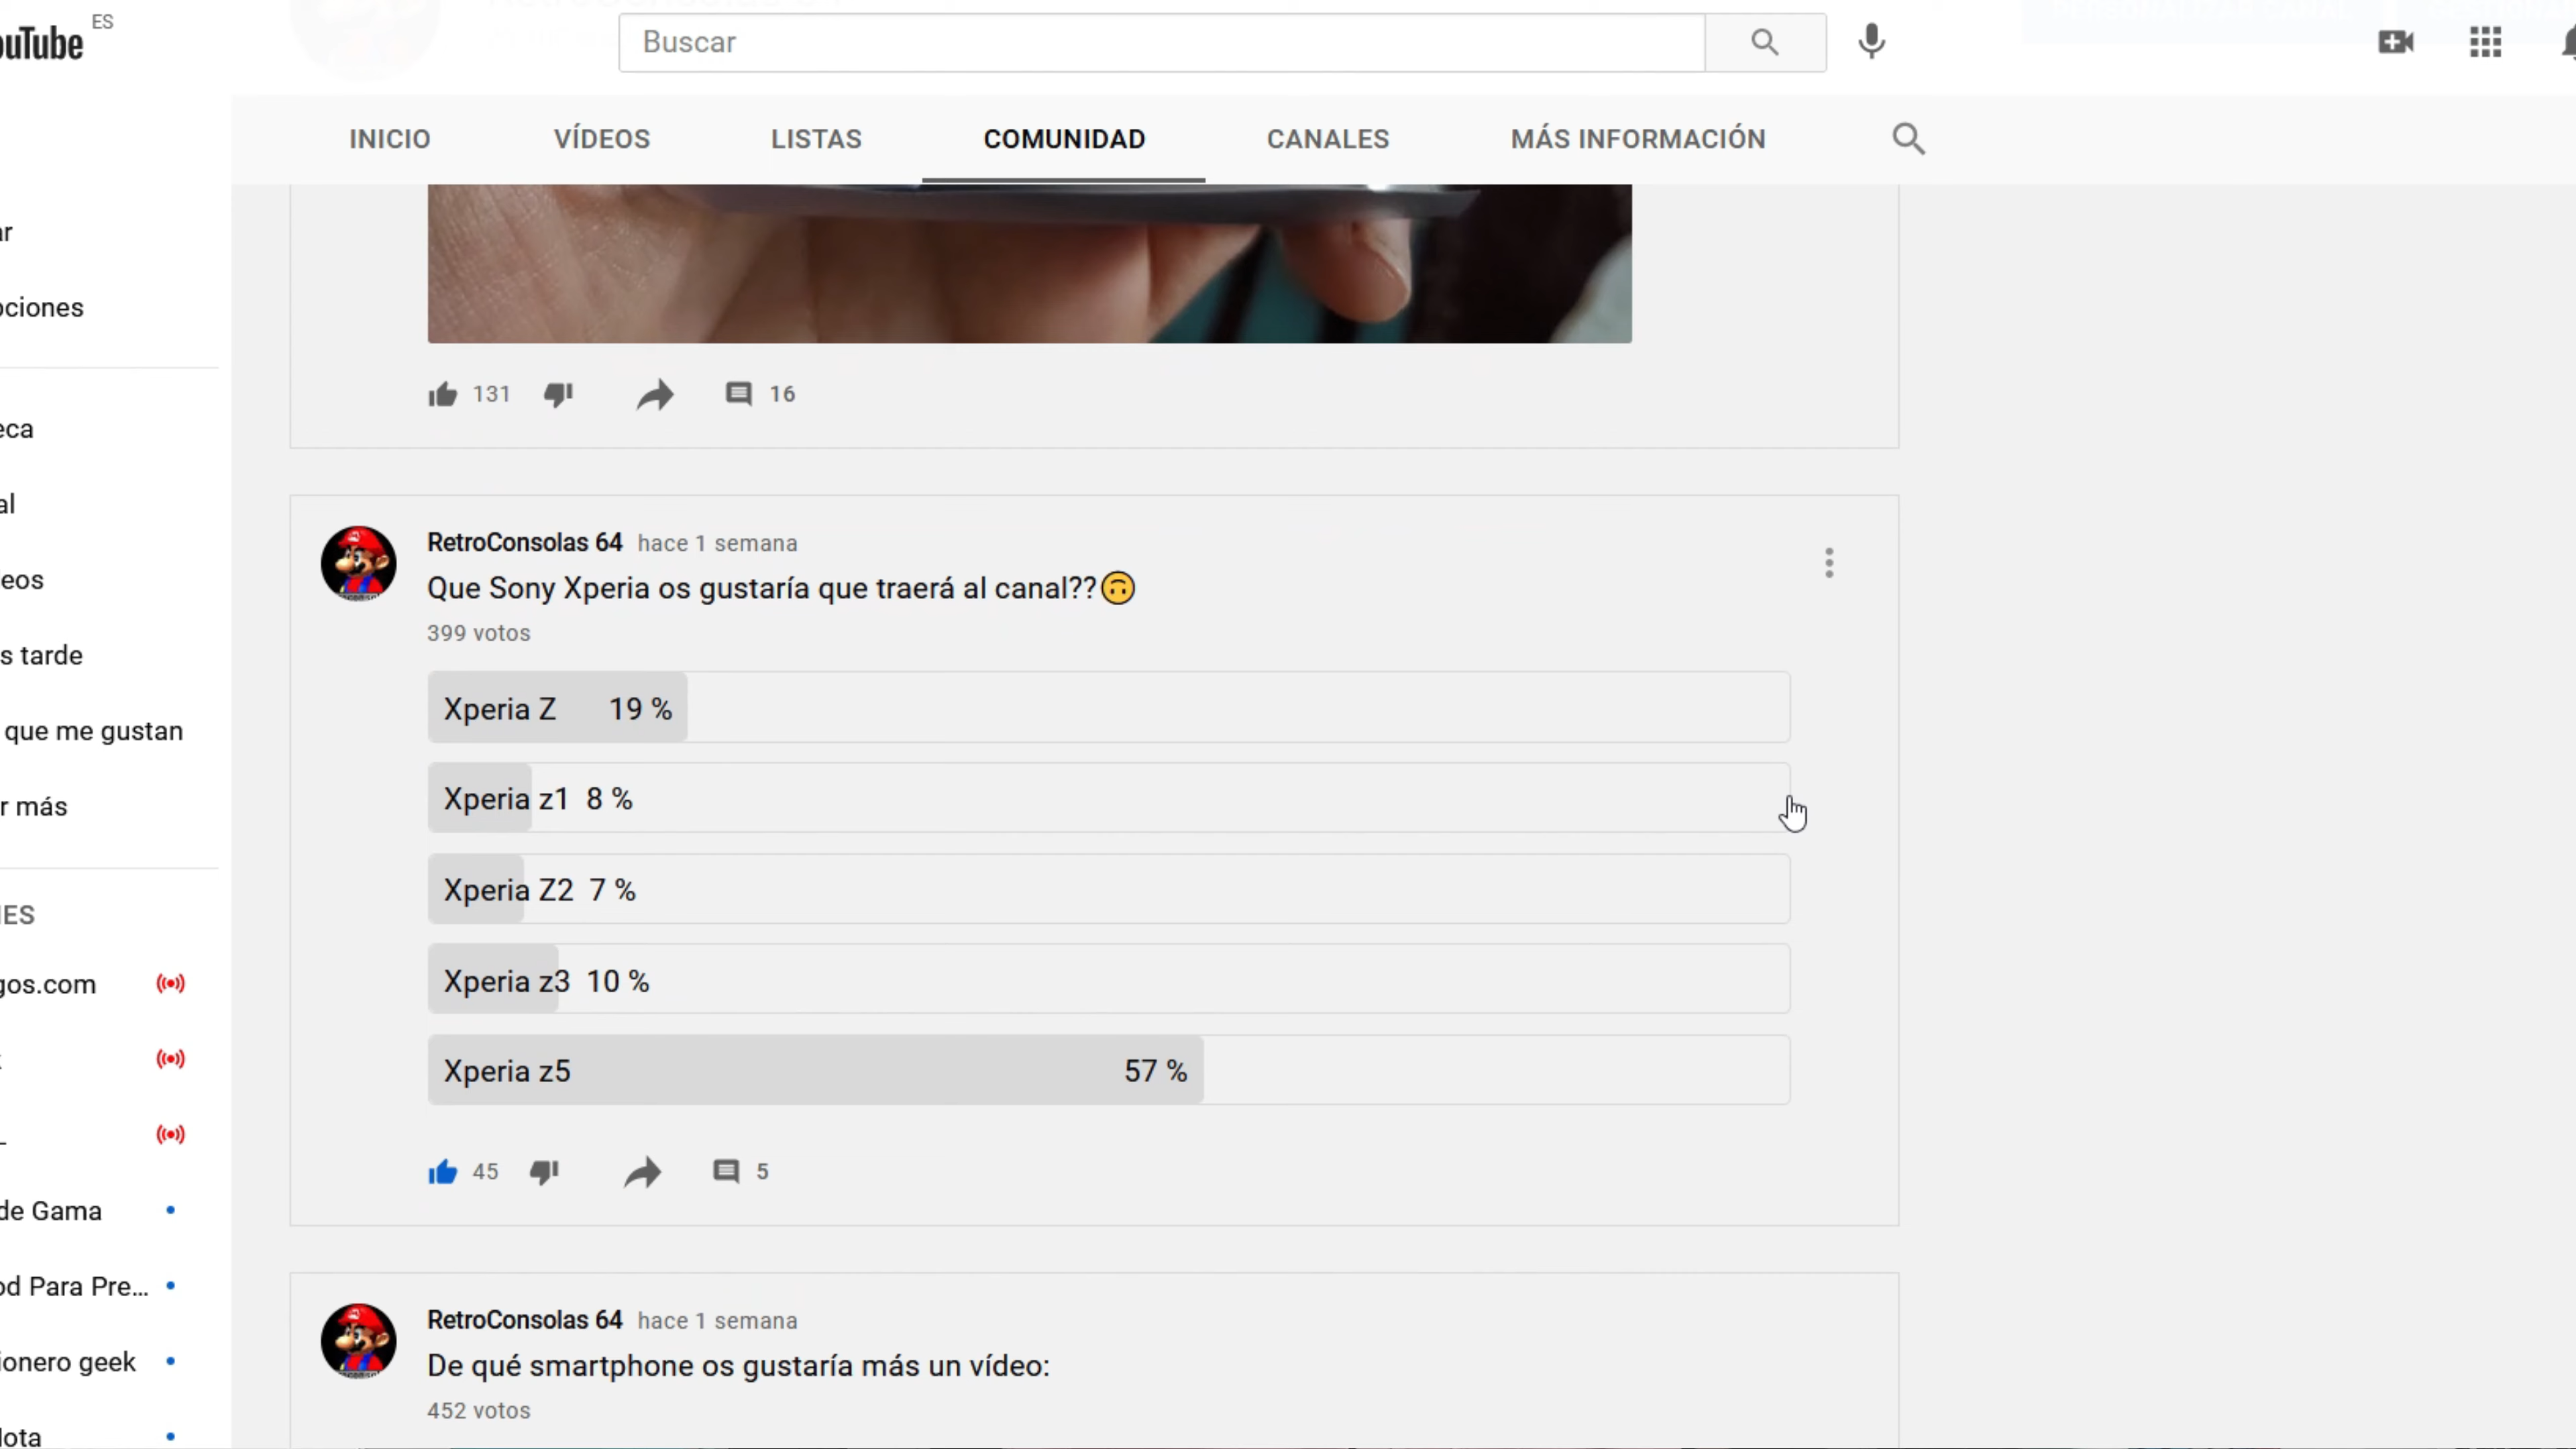 ouTube ES
Buscar
INICIO VÍDEOS LISTAS COMUNIDAD CANALES MÁS INFORMACIÓN
ar
ociones
eca
al
eos
s tarde
que me gustan
r más
IES
gos.com
de Gama
od Para Pre...
ionero geek
lota
131 16
RetroConsolas 64 hace 1 semana
Que Sony Xperia os gustaría que traerá al canal??🙃
399 votos
Xperia Z 19 %
Xperia z1 8 %
Xperia Z2 7 %
Xperia z3 10 %
Xperia z5 57 %
45 5
RetroConsolas 64 hace 1 semana
De qué smartphone os gustaría más un vídeo:
452 votos